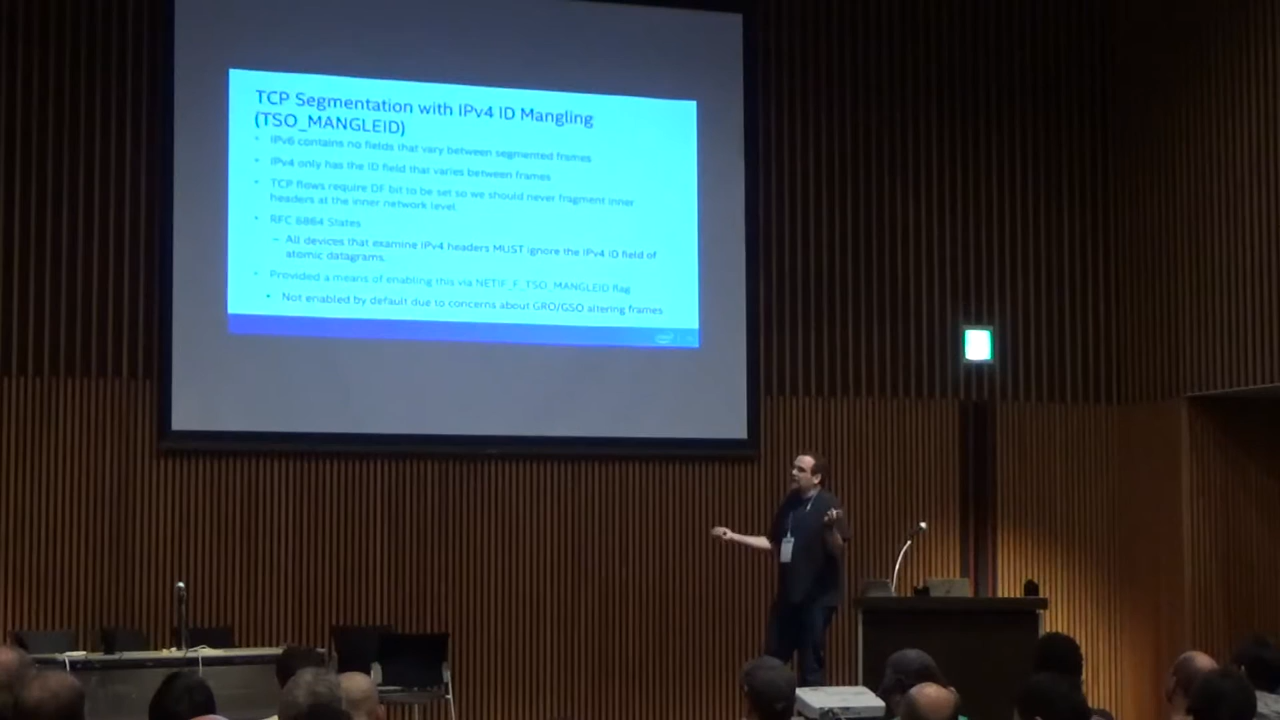 TCP Segmentation with IPv4 ID Mangling
(TSO_MANGLEID)
• IPv6 contains no fields that vary between segmented frames
• IPv4 only has the ID field that varies between frames
• TCP flows require DF bit to be set so we should never fragment inner
headers at the inner network level.
• RFC 6864 States
– All devices that examine IPv4 headers MUST ignore the IPv4 ID field of
atomic datagrams.
• Provided a means of enabling this via NETIF_F_TSO_MANGLEID flag
• Not enabled by default due to concerns about GRO/GSO altering frames
intel